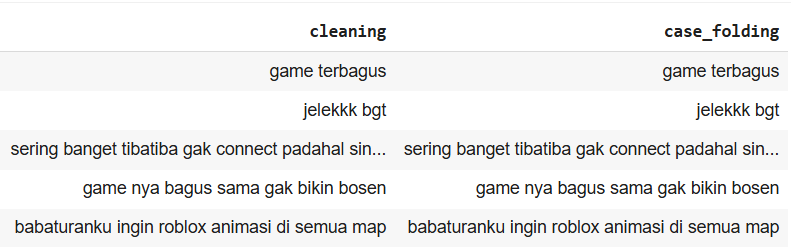 cleaning case_folding
game terbagus game terbagus
jelekkk bgt jelekkk bgt
sering banget tibatiba gak connect padahal sin... sering banget tibatiba gak connect padahal sin...
game nya bagus sama gak bikin bosen game nya bagus sama gak bikin bosen
babaturanku ingin roblox animasi di semua map babaturanku ingin roblox animasi di semua map